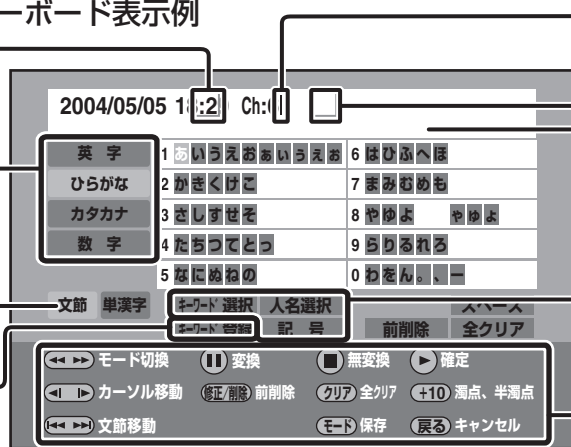 ーボード表示例
2004/05/05 18:2 Ch:
英 字 1 あいうえおぁぃぅぇぉ 6 はひふへほ
ひらがな 2 かきくけこ 7 まみむめも
カタカナ 3 さしすせそ 8 やゆよ ゃゅょ
数 字 4 たちつてとっ 9 らりるれろ
5 なにぬねの 0 わをん。、ー
文節 単漢字 キーワード 選択 人名選択 スペース
キーワード 登録 記 号 前削除 全クリア
モード切換 変換 無変換 確定
カーソル移動 修正/削除 前削除 クリア 全クリア +10 濁点、半濁点
文節移動 モード 保存 戻る キャンセル